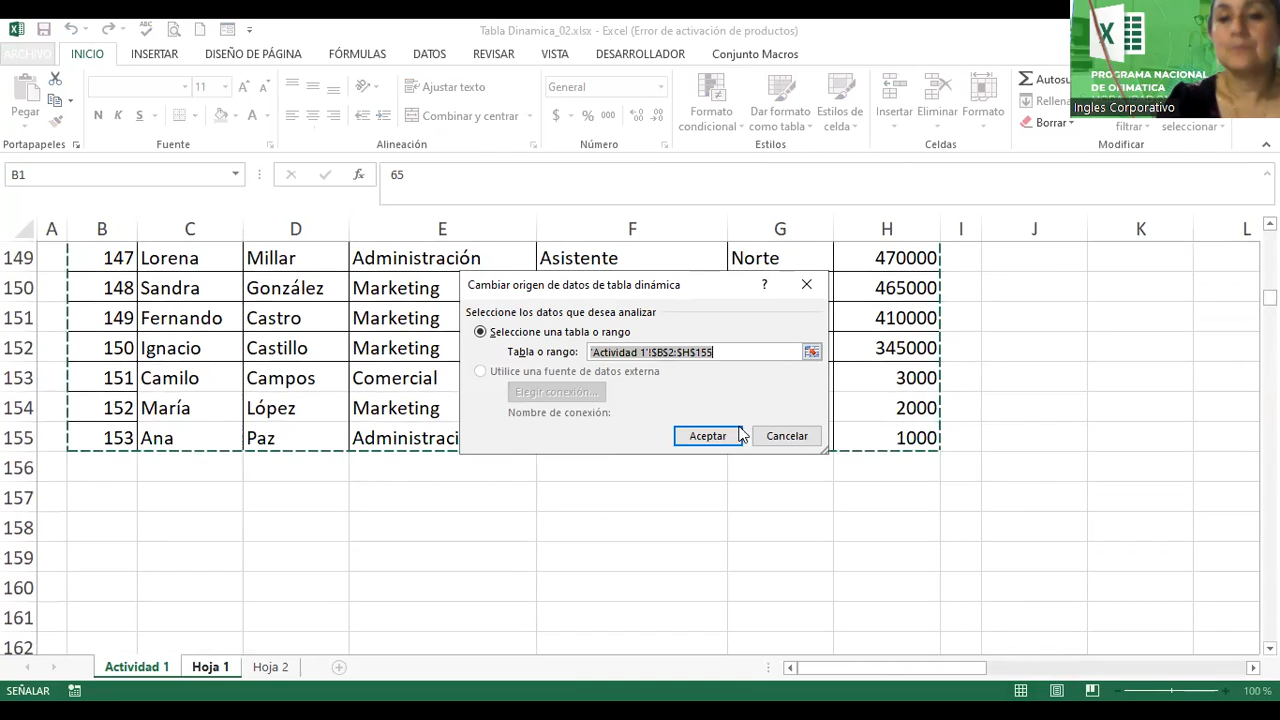 Tabla Dinamica_02.xlsx - Excel (Error de activación de productos)
ARCHIVO INICIO INSERTAR DISEÑO DE PÁGINA FÓRMULAS DATOS REVISAR VISTA DESARROLLADOR Conjunto Macros
PROGRAMA NACIONAL
DE OFIMATICA
Ingles Corporativo
Pegar
11
N K S
Ajustar texto
Combinar y centrar
General
$ % 000
Formato
condicional
Dar formato
como tabla
Estilos de
celda
Insertar
Eliminar
Formato
Autosu
Rellena
Borrar
filtrar
seleccionar
Portapapeles Fuente Alineación Número Estilos Celdas Modificar
B1 fx 65
A B C D E F G H I J K L
149 147 Lorena Millar Administración Asistente Norte 470000
150 148 Sandra González Marketing 465000
151 149 Fernando Castro Marketing 410000
152 150 Ignacio Castillo Marketing 345000
153 151 Camilo Campos Comercial 3000
154 152 María López Marketing 2000
155 153 Ana Paz Administraci 1000
156
157
158
159
160
161
162
Cambiar origen de datos de tabla dinámica ?
Seleccione los datos que desea analizar
Seleccione una tabla o rango
Tabla o rango: 'Actividad 1'!$B$2:$H$155
Utilice una fuente de datos externa
Elegir conexión...
Nombre de conexión:
Aceptar Cancelar
Actividad 1 Hoja 1 Hoja 2
SEÑALAR 100 %